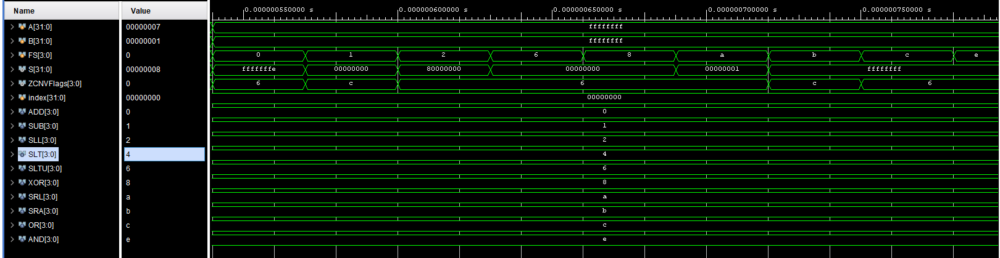 Name Value 0.000000550000 s 0.000000600000 s 0.000000650000 s 0.000000700000 s 0.000000750000 s
A[31:0] 00000007 ffffffff
B[31:0] 00000001 ffffffff
FS[3:0] 0 0 1 2 6 8 a b c e
S[31:0] 00000008 fffffffe 00000000 80000000 00000000 00000001 ffffffff
ZCNVFlags[3:0] 0 6 c 6 c 6
index[31:0] 00000000 00000000
ADD[3:0] 0 0
SUB[3:0] 1 1
SLL[3:0] 2 2
SLT[3:0] 4 4
SLTU[3:0] 6 6
XOR[3:0] 8 8
SRL[3:0] a a
SRA[3:0] b b
OR[3:0] c c
AND[3:0] e e